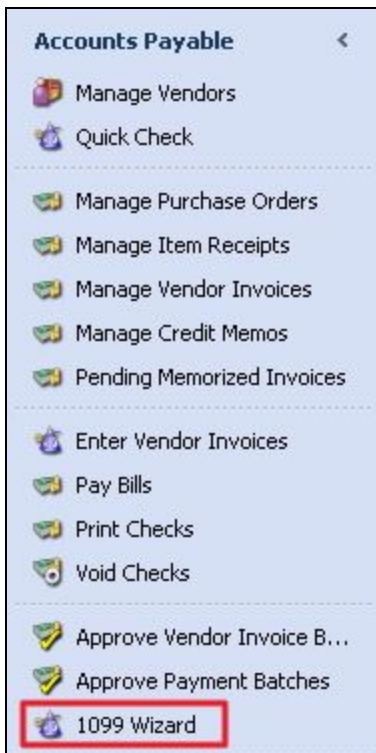 Accounts Payable
Manage Vendors
Quick Check
Manage Purchase Orders
Manage Item Receipts
Manage Vendor Invoices
Manage Credit Memos
Pending Memorized Invoices
Enter Vendor Invoices
Pay Bills
Print Checks
Void Checks
Approve Vendor Invoice B...
Approve Payment Batches
1099 Wizard